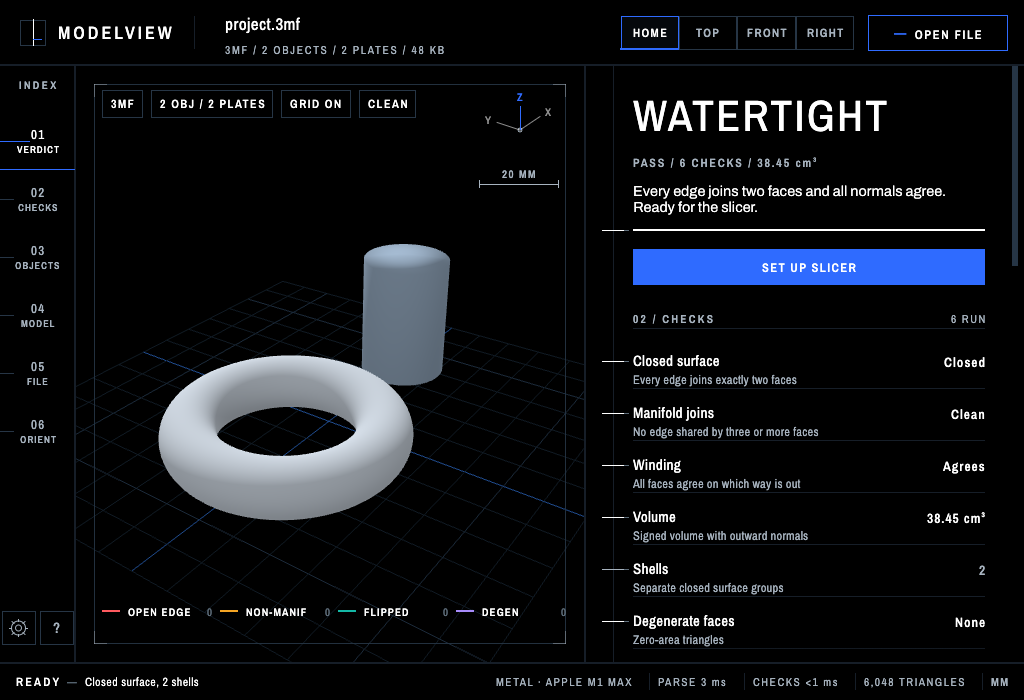 MODELVIEW
project.3mf
3MF / 2 OBJECTS / 2 PLATES / 48 KB
HOME TOP FRONT RIGHT
— OPEN FILE
INDEX
01
VERDICT
02
CHECKS
03
OBJECTS
04
MODEL
05
FILE
06
ORIENT
?
3MF 2 OBJ / 2 PLATES GRID ON CLEAN
Z
Y X
20 MM
OPEN EDGE 0 NON-MANIF 0 FLIPPED 0 DEGEN 0
WATERTIGHT
PASS / 6 CHECKS / 38.45 cm³
Every edge joins two faces and all normals agree.
Ready for the slicer.
SET UP SLICER
02 / CHECKS 6 RUN
Closed surface Closed
Every edge joins exactly two faces
Manifold joins Clean
No edge shared by three or more faces
Winding Agrees
All faces agree on which way is out
Volume 38.45 cm³
Signed volume with outward normals
Shells 2
Separate closed surface groups
Degenerate faces None
Zero-area triangles
READY — Closed surface, 2 shells
METAL · APPLE M1 MAX PARSE 3 ms CHECKS <1 ms 6,048 TRIANGLES MM